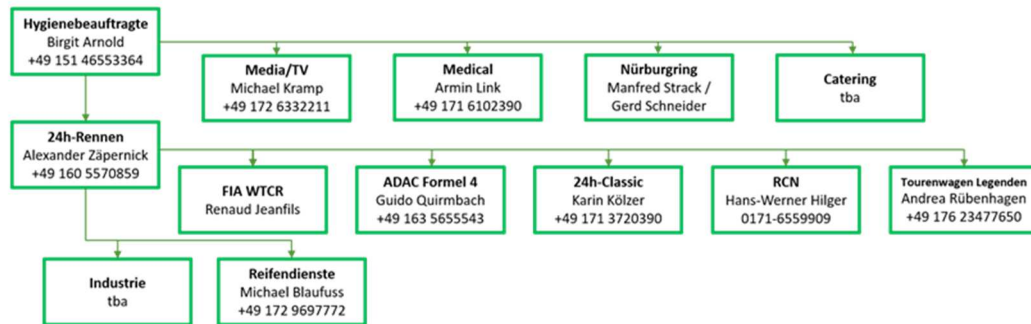 Hygienebeauftragte
Birgit Arnold
+49 151 46553364
Media/TV
Michael Kramp
+49 172 6332211
Medical
Armin Link
+49 171 6102390
Nürburgring
Manfred Strack /
Gerd Schneider
Catering
tba
24h-Rennen
Alexander Zäpernick
+49 160 5570859
FIA WTCR
Renaud Jeanfils
ADAC Formel 4
Guido Quirmbach
+49 163 5655543
24h-Classic
Karin Kölzer
+49 171 3720390
RCN
Hans-Werner Hilger
0171-6559909
Tourenwagen Legenden
Andrea Rübenhagen
+49 176 23477650
Industrie
tba
Reifendienste
Michael Blaufuss
+49 172 9697772